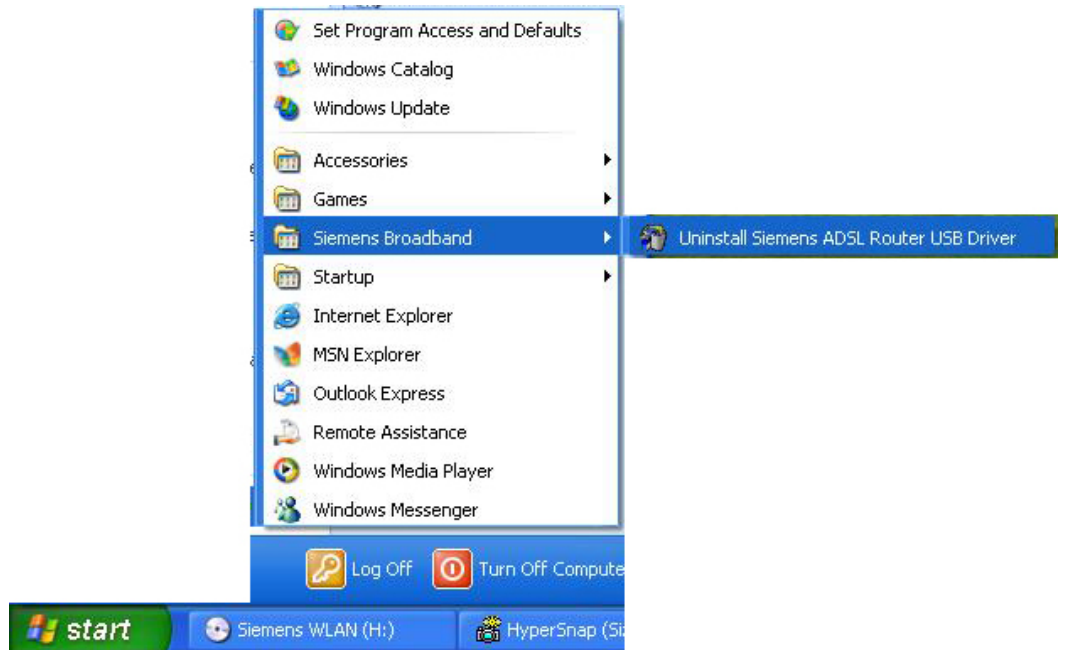 Set Program Access and Defaults
Windows Catalog
Windows Update
Accessories
Games
Siemens Broadband
Uninstall Siemens ADSL Router USB Driver
Startup
Internet Explorer
MSN Explorer
Outlook Express
Remote Assistance
Windows Media Player
Windows Messenger
Log Off
Turn Off Compute
start
Siemens WLAN (H:)
HyperSnap (Si